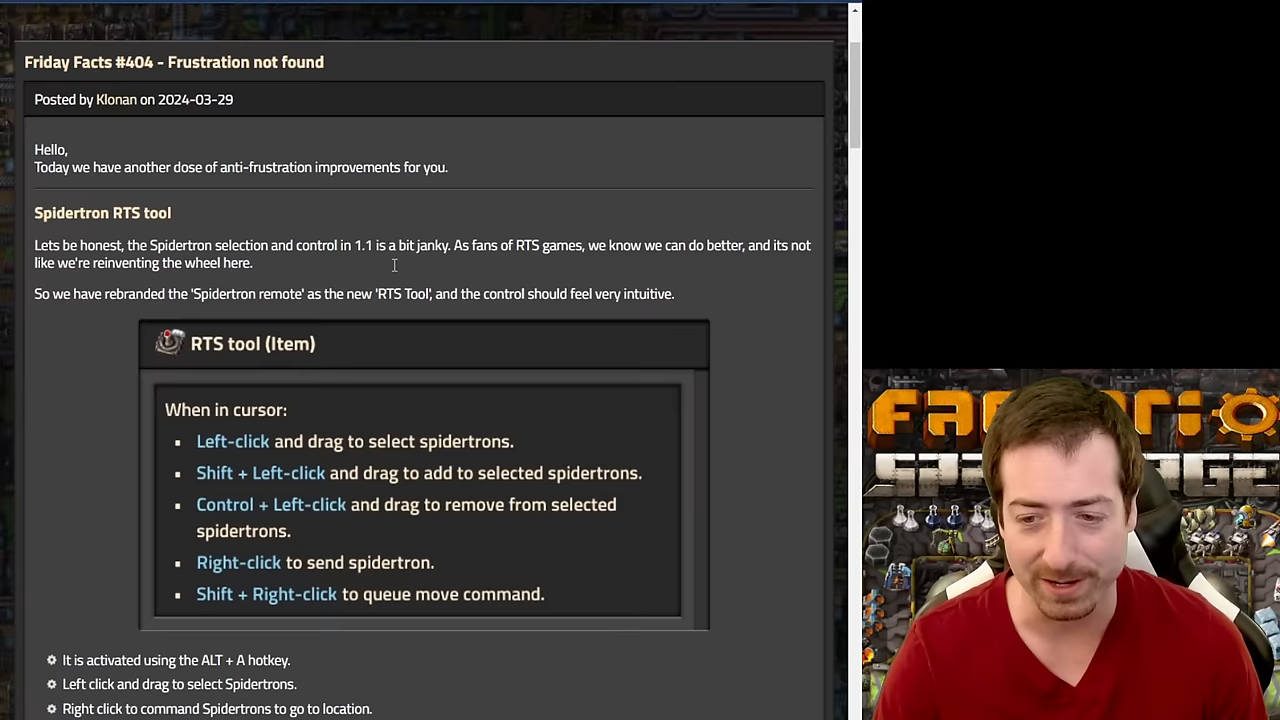 Friday Facts #404 - Frustration not found
Posted by Klonan on 2024-03-29
Hello,
Today we have another dose of anti-frustration improvements for you.
Spidertron RTS tool
Lets be honest, the Spidertron selection and control in 1.1 is a bit janky. As fans of RTS games, we know we can do better, and its not
like we're reinventing the wheel here.
So we have rebranded the 'Spidertron remote' as the new 'RTS Tool', and the control should feel very intuitive.
RTS tool (Item)
When in cursor:
Left-click and drag to select spidertrons.
Shift + Left-click and drag to add to selected spidertrons.
Control + Left-click and drag to remove from selected
spidertrons.
Right-click to send spidertron.
Shift + Right-click to queue move command.
It is activated using the ALT + A hotkey.
Left click and drag to select Spidertrons.
Right click to command Spidertrons to go to location.